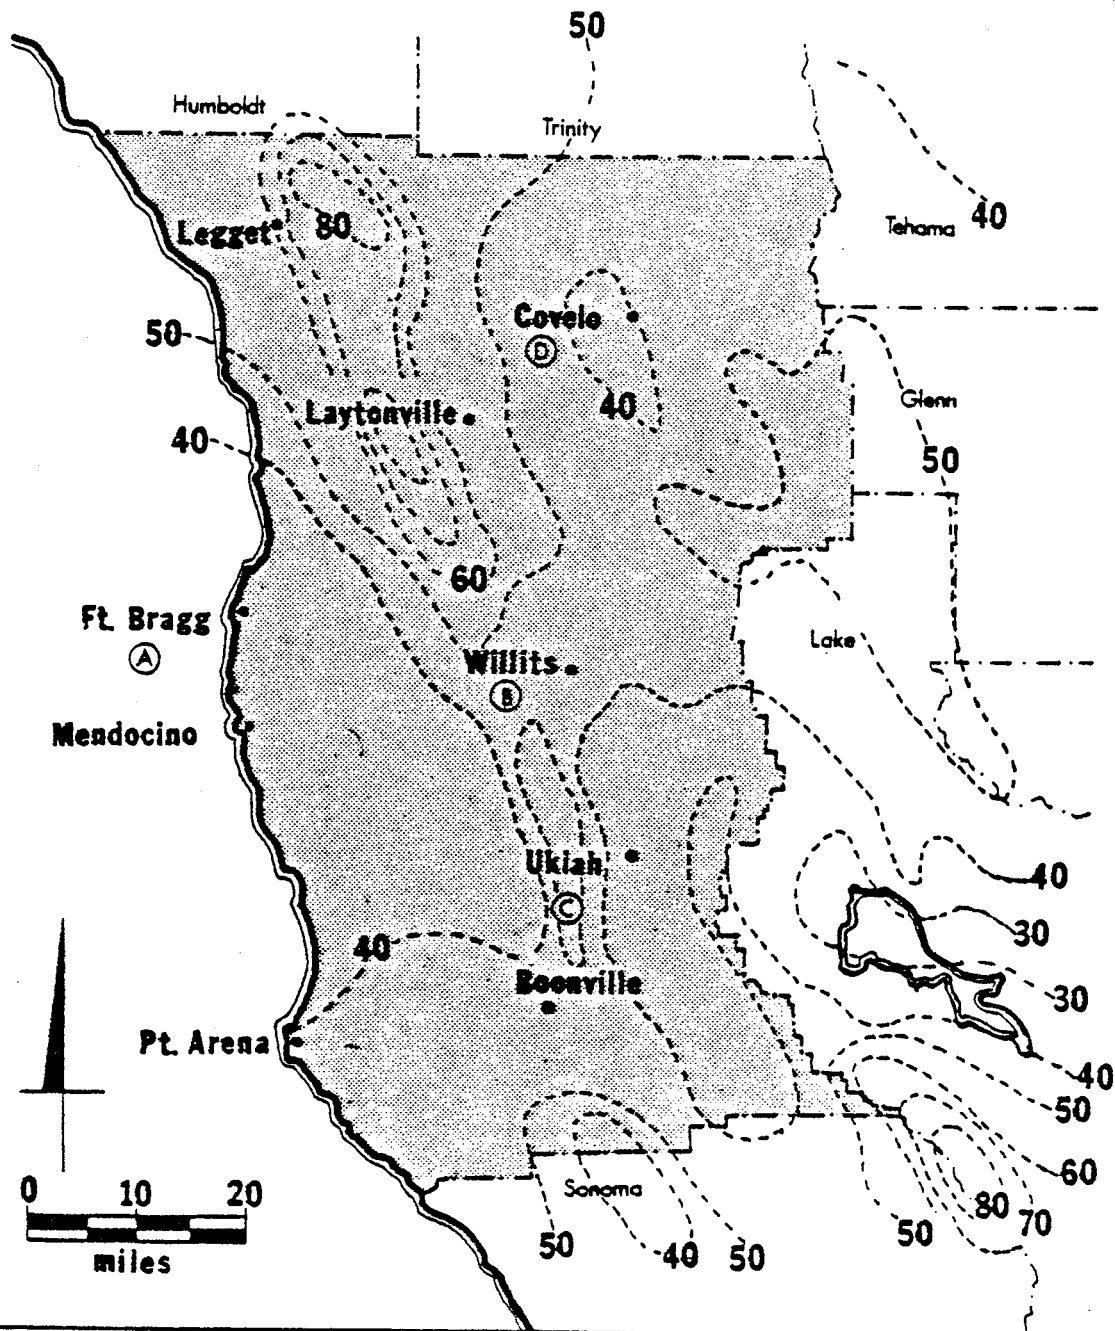 50
Humboldt
Trinity
40
Tehama
Legget
80
Covelo
D
50
Glenn
40
Laytonville
40
50
60
Ft. Bragg
A
Lake
Willits
B
Mendocino
Ukiah
40
C
30
40
Boonville
30
Pt. Arena
40
50
60
0 10 20
miles
Sonoma
80
70
50
50
40
50